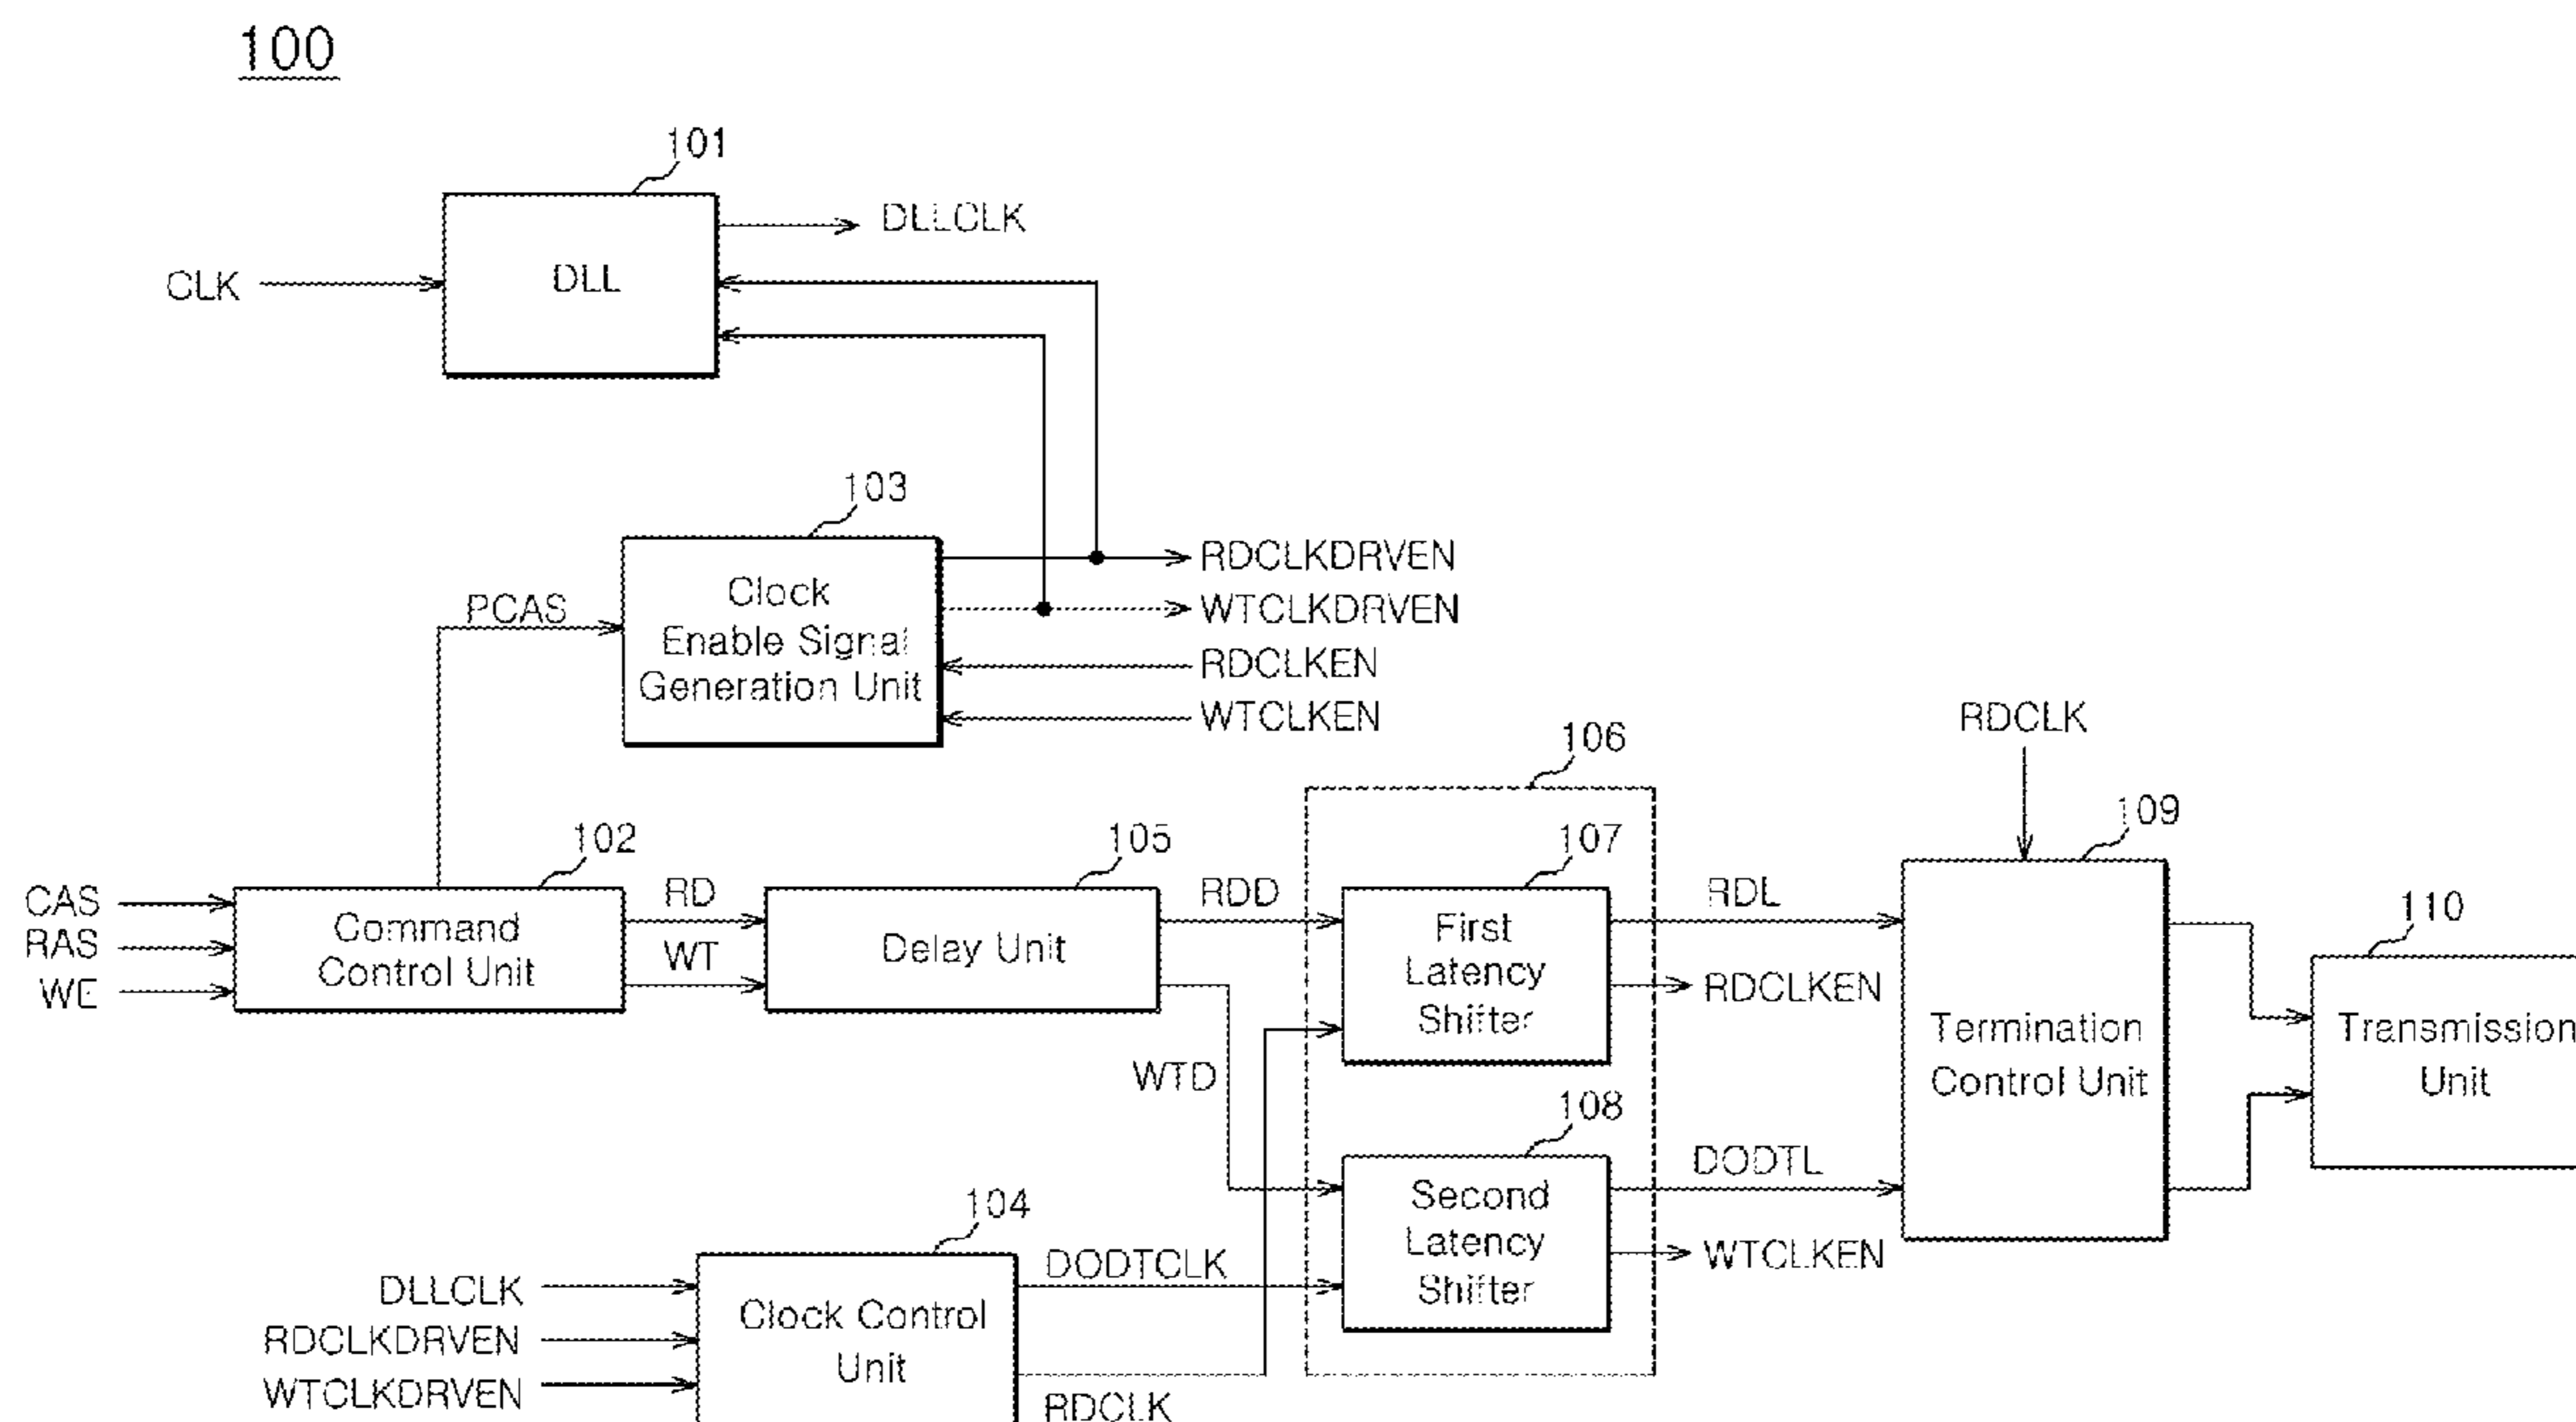 100
101
DLLCLK
CLK
DLL
103
RDCLKDRVEN
Clock
Enable Signal
Generation Unit
PCAS
WTCLKDRVEN
RDCLKEN
WTCLKEN
RDCLK
106
109
102
105
107
CAS
RAS
WE
Command
Control Unit
RD
WT
Delay Unit
RDD
WTD
First
Latency
Shifter
RDL
RDCLKEN
Termination
Control Unit
110
Transmission
Unit
108
Second
Latency
Shifter
DODTL
WTCLKEN
104
DLLCLK
RDCLKDRVEN
WTCLKDRVEN
Clock Control
Unit
DODTCLK
RDCLK